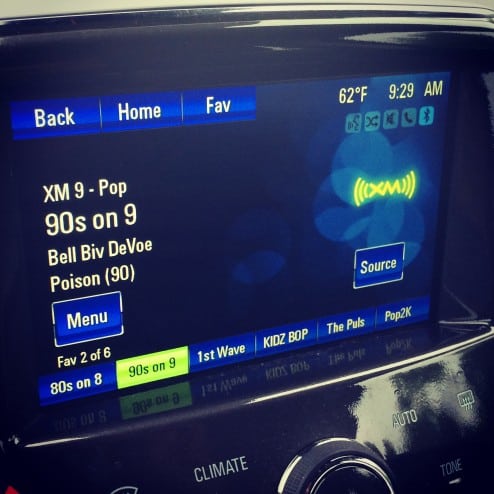 Back Home Fav
62°F 9:29 AM
XM 9 - Pop
90s on 9
Bell Biv DeVoe
Poison (90)
((XM))
Source
Menu
Fav 2 of 6
80s on 8 90s on 9 1st Wave KIDZ BOP The Puls Pop2K
CLIMATE
AUTO
TONE